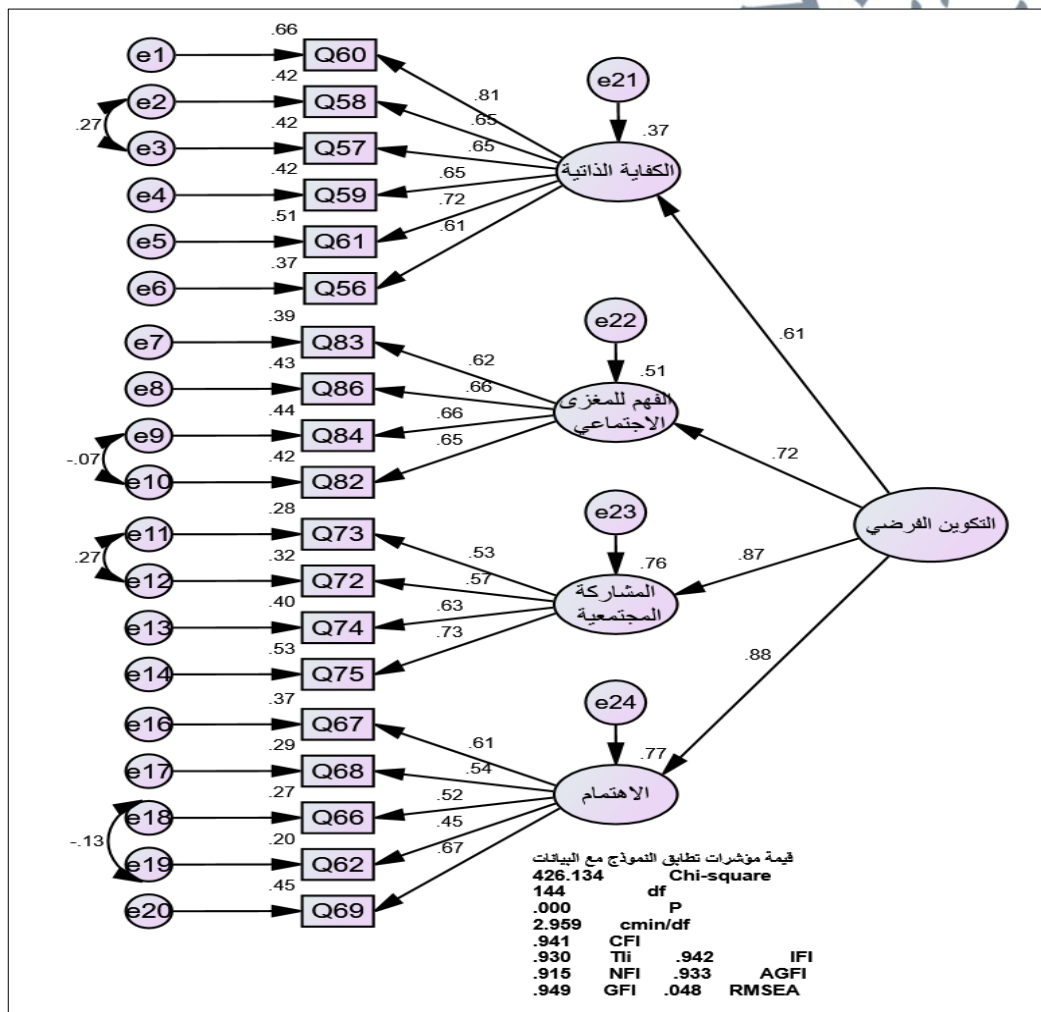 .66
e1 Q60
.81
.42
e2 Q58
.65
.27
.42
e3 Q57
.65
.42
e4 Q59
.65
.51
e5 Q61
.72
.37
e6 Q56
.61
e21
.37
الكفاية الذاتية
.61
.39
e7 Q83
.62
.43
e8 Q86
.66
.44
e9 Q84
.66
-.07
.42
e10 Q82
.65
e22
.51
الفهم للمغزى
الاجتماعي
.72
التكوين الفرضي
.28
e11 Q73
.53
.27
.32
e12 Q72
.57
.40
e13 Q74
.63
.53
e14 Q75
.73
e23
.76
المشاركة
المجتمعية
.87
.37
e16 Q67
.61
.29
e17 Q68
.54
.27
e18 Q66
.52
-.13
.20
e19 Q62
.45
.45
e20 Q69
.67
e24
.77
الاهتمام
.88
قيمة مؤشرات تطابق النموذج مع البيانات
426.134 Chi-square
144 df
.000 P
2.959 cmin/df
.941 CFI
.930 Tli .942 IFI
.915 NFI .933 AGFI
.949 GFI .048 RMSEA